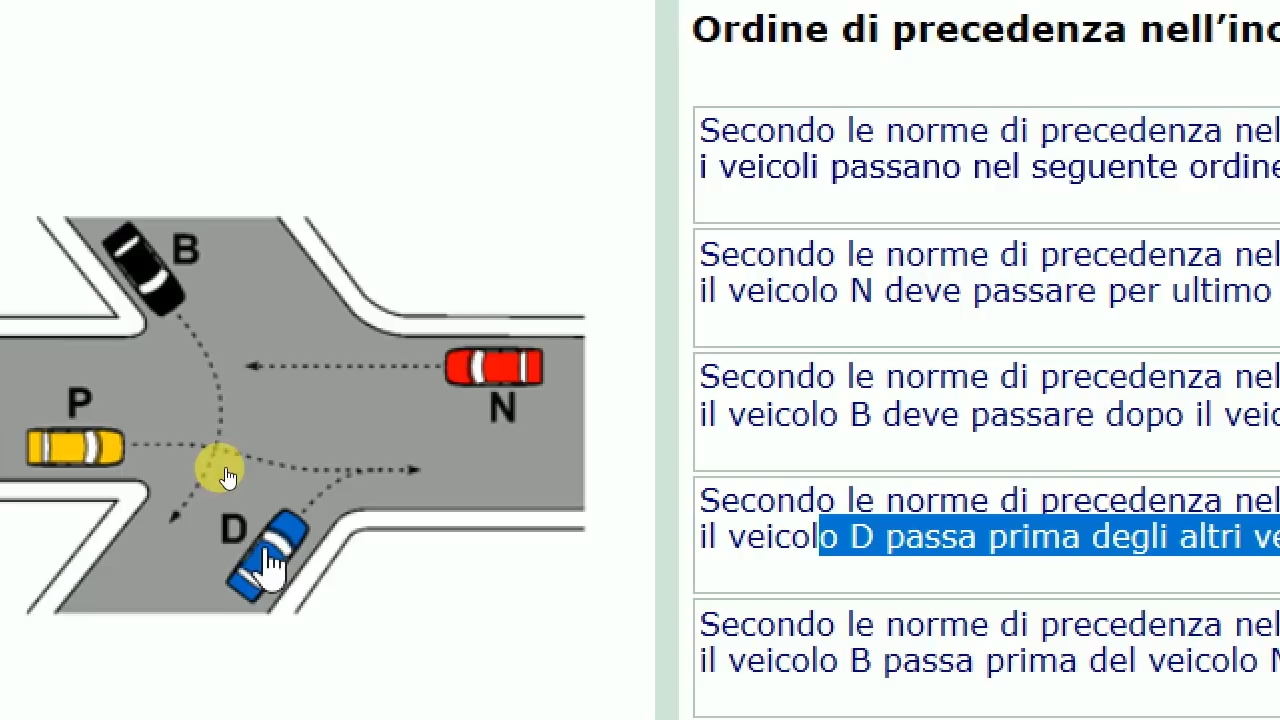 Ordine di precedenza nell’inc
Secondo le norme di precedenza nel
i veicoli passano nel seguente ordine
Secondo le norme di precedenza nel
il veicolo N deve passare per ultimo
Secondo le norme di precedenza nel
il veicolo B deve passare dopo il veic
Secondo le norme di precedenza nel
il veicolo D passa prima degli altri ve
Secondo le norme di precedenza nel
il veicolo B passa prima del veicolo N
B
P
N
D